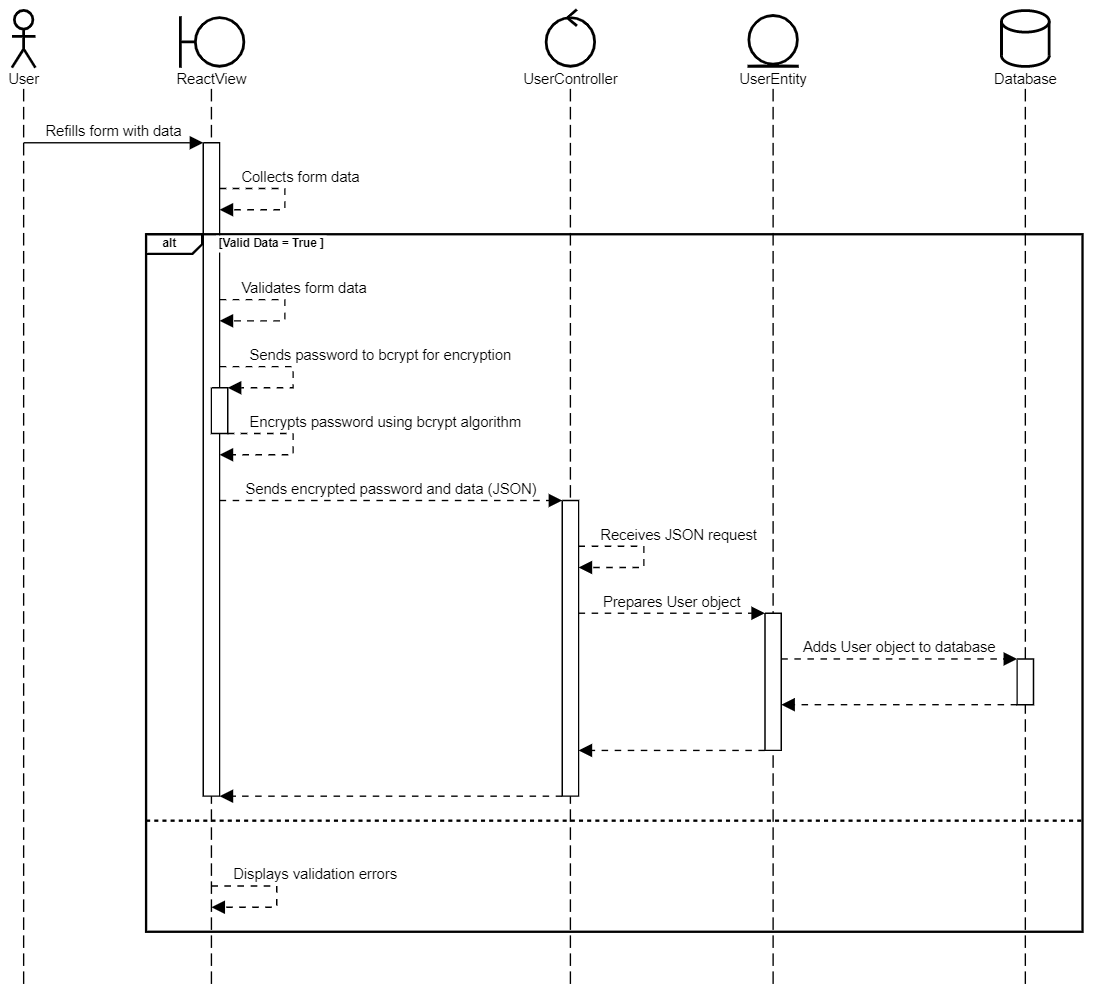 User
ReactView
UserController
UserEntity
Database
Refills form with data
Collects form data
alt
[Valid Data = True ]
Validates form data
Sends password to bcrypt for encryption
Encrypts password using bcrypt algorithm
Sends encrypted password and data (JSON)
Receives JSON request
Prepares User object
Adds User object to database
Displays validation errors